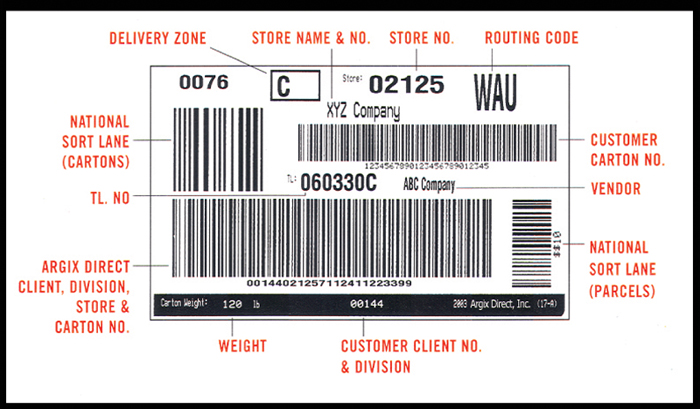 DELIVERY ZONE STORE NAME & NO. STORE NO. ROUTING CODE
0076 C Store: 02125 WAU
XYZ Company
NATIONAL
SORT LANE
(CARTONS)
CUSTOMER
CARTON NO.
1234567890123456789012345
TL. NO
TL: 060330C ABC Company
VENDOR
$$10
NATIONAL
SORT LANE
(PARCELS)
ARGIX DIRECT
CLIENT, DIVISION,
STORE &
CARTON NO.
00144021257112411223399
Carton Weight: 120 lb 00144 2003 Argix Direct, Inc. (17-A)
WEIGHT
CUSTOMER CLIENT NO.
& DIVISION